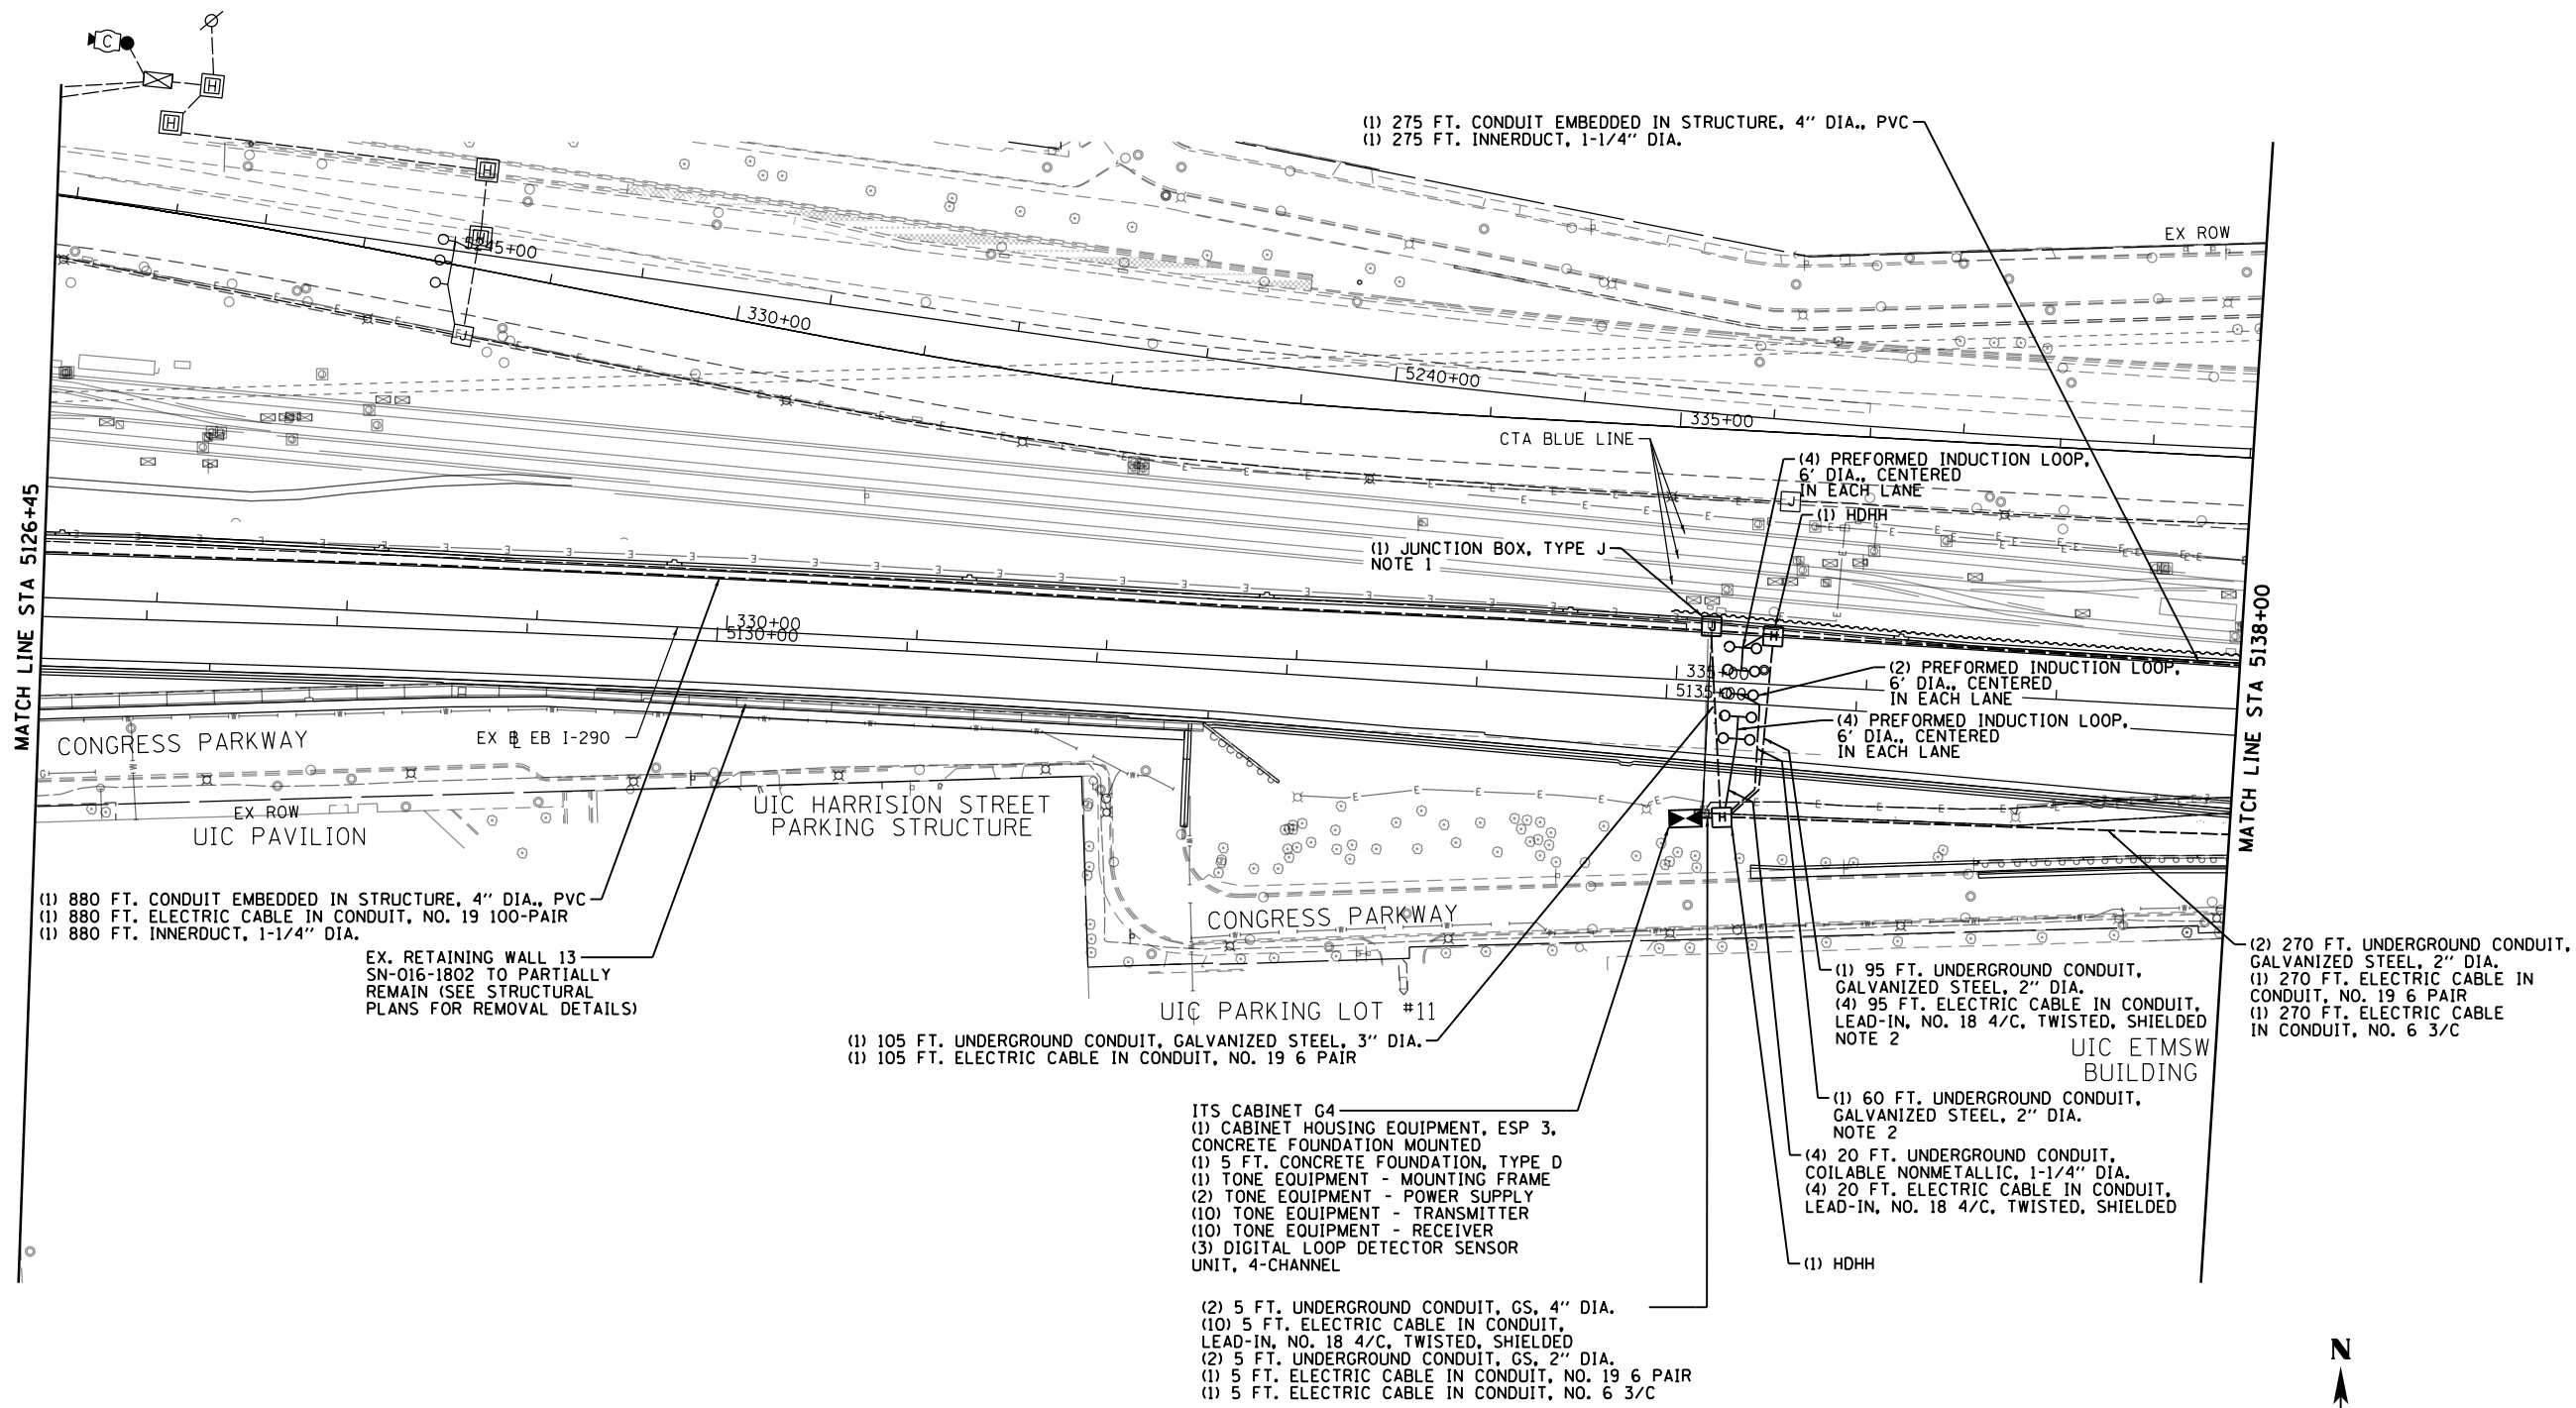 C
H
H
(1) 275 FT. CONDUIT EMBEDDED IN STRUCTURE, 4" DIA., PVC
(1) 275 FT. INNERDUCT, 1-1/4" DIA.
H
H
5245+00
EX ROW
330+00
J
5240+00
335+00
CTA BLUE LINE
(4) PREFORMED INDUCTION LOOP,
6' DIA., CENTERED
IN EACH LANE
J
(1) HDHH
(1) JUNCTION BOX, TYPE J
NOTE 1
MATCH LINE STA 5126+45
MATCH LINE STA 5138+00
330+00
5130+00
J
H
335+00
5135+00
(2) PREFORMED INDUCTION LOOP,
6' DIA., CENTERED
IN EACH LANE
(4) PREFORMED INDUCTION LOOP,
6' DIA., CENTERED
IN EACH LANE
CONGRESS PARKWAY
EX B̲L EB I-290
EX ROW
UIC PAVILION
UIC HARRISION STREET
PARKING STRUCTURE
H
(1) 880 FT. CONDUIT EMBEDDED IN STRUCTURE, 4" DIA., PVC
(1) 880 FT. ELECTRIC CABLE IN CONDUIT, NO. 19 100-PAIR
(1) 880 FT. INNERDUCT, 1-1/4" DIA.
EX. RETAINING WALL 13
SN-016-1802 TO PARTIALLY
REMAIN (SEE STRUCTURAL
PLANS FOR REMOVAL DETAILS)
CONGRESS PARKWAY
UIC PARKING LOT #11
(1) 105 FT. UNDERGROUND CONDUIT, GALVANIZED STEEL, 3" DIA.
(1) 105 FT. ELECTRIC CABLE IN CONDUIT, NO. 19 6 PAIR
(2) 270 FT. UNDERGROUND CONDUIT,
GALVANIZED STEEL, 2" DIA.
(1) 270 FT. ELECTRIC CABLE IN
CONDUIT, NO. 19 6 PAIR
(1) 270 FT. ELECTRIC CABLE
IN CONDUIT, NO. 6 3/C
(1) 95 FT. UNDERGROUND CONDUIT,
GALVANIZED STEEL, 2" DIA.
(4) 95 FT. ELECTRIC CABLE IN CONDUIT,
LEAD-IN, NO. 18 4/C, TWISTED, SHIELDED
NOTE 2
UIC ETMSW
BUILDING
(1) 60 FT. UNDERGROUND CONDUIT,
GALVANIZED STEEL, 2" DIA.
NOTE 2
(4) 20 FT. UNDERGROUND CONDUIT,
COILABLE NONMETALLIC, 1-1/4" DIA.
(4) 20 FT. ELECTRIC CABLE IN CONDUIT,
LEAD-IN, NO. 18 4/C, TWISTED, SHIELDED
(1) HDHH
ITS CABINET G4
(1) CABINET HOUSING EQUIPMENT, ESP 3,
CONCRETE FOUNDATION MOUNTED
(1) 5 FT. CONCRETE FOUNDATION, TYPE D
(1) TONE EQUIPMENT - MOUNTING FRAME
(2) TONE EQUIPMENT - POWER SUPPLY
(10) TONE EQUIPMENT - TRANSMITTER
(10) TONE EQUIPMENT - RECEIVER
(3) DIGITAL LOOP DETECTOR SENSOR
UNIT, 4-CHANNEL
(2) 5 FT. UNDERGROUND CONDUIT, GS, 4" DIA.
(10) 5 FT. ELECTRIC CABLE IN CONDUIT,
LEAD-IN, NO. 18 4/C, TWISTED, SHIELDED
(2) 5 FT. UNDERGROUND CONDUIT, GS, 2" DIA.
(1) 5 FT. ELECTRIC CABLE IN CONDUIT, NO. 19 6 PAIR
(1) 5 FT. ELECTRIC CABLE IN CONDUIT, NO. 6 3/C
N